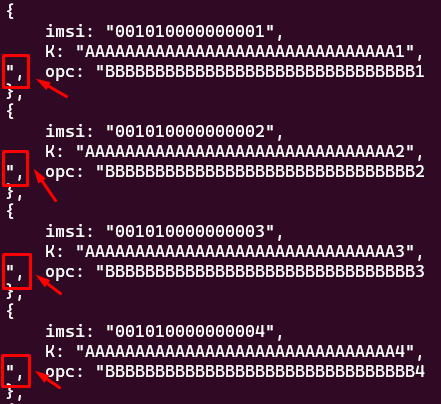 {
imsi: "001010000000001",
K: "AAAAAAAAAAAAAAAAAAAAAAAAAAAAAAA1",
", opc: "BBBBBBBBBBBBBBBBBBBBBBBBBBBBBBB1
},
{
imsi: "001010000000002",
K: "AAAAAAAAAAAAAAAAAAAAAAAAAAAAAAA2",
", opc: "BBBBBBBBBBBBBBBBBBBBBBBBBBBBBBB2
},
{
imsi: "001010000000003",
K: "AAAAAAAAAAAAAAAAAAAAAAAAAAAAAAA3",
", opc: "BBBBBBBBBBBBBBBBBBBBBBBBBBBBBBB3
},
{
imsi: "001010000000004",
K: "AAAAAAAAAAAAAAAAAAAAAAAAAAAAAAA4",
", opc: "BBBBBBBBBBBBBBBBBBBBBBBBBBBBBBB4
},